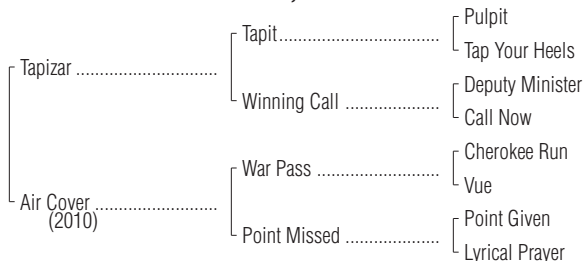 Pulpit
Tapit
Tap Your Heels
Tapizar
Deputy Minister
Winning Call
Call Now
Cherokee Run
War Pass
Vue
Air Cover
(2010)
Point Given
Point Missed
Lyrical Prayer